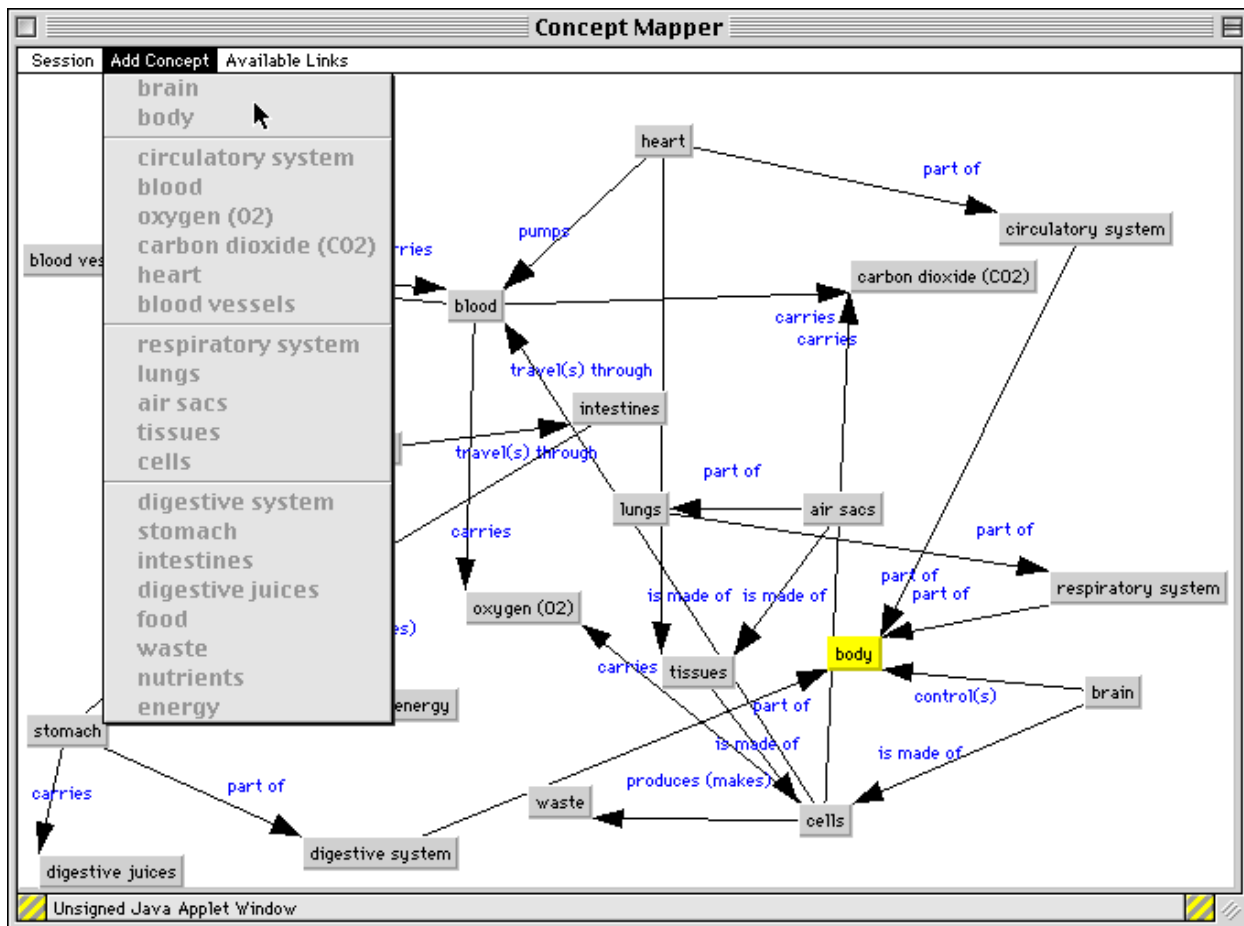 Concept Mapper
Session Add Concept Available Links
brain
body
circulatory system
blood
oxygen (O2)
carbon dioxide (CO2)
heart
blood vessels
respiratory system
lungs
air sacs
tissues
cells
digestive system
stomach
intestines
digestive juices
food
waste
nutrients
energy
heart
part of
circulatory system
pumps
blood
carbon dioxide (CO2)
carries
carries
travel(s) through
intestines
travel(s) through
part of
lungs
air sacs
carries
part of
part of
respiratory system
part of
is made of
is made of
oxygen (O2)
body
carries
tissues
control(s)
brain
energy
part of
stomach
is made of
is made of
carries
part of
produces (makes)
waste
cells
digestive system
digestive juices
Unsigned Java Applet Window